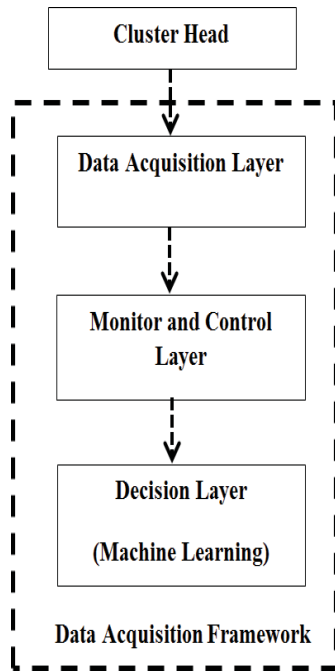 Cluster Head
Data Acquisition Layer
Monitor and Control
Layer
Decision Layer
(Machine Learning)
Data Acquisition Framework